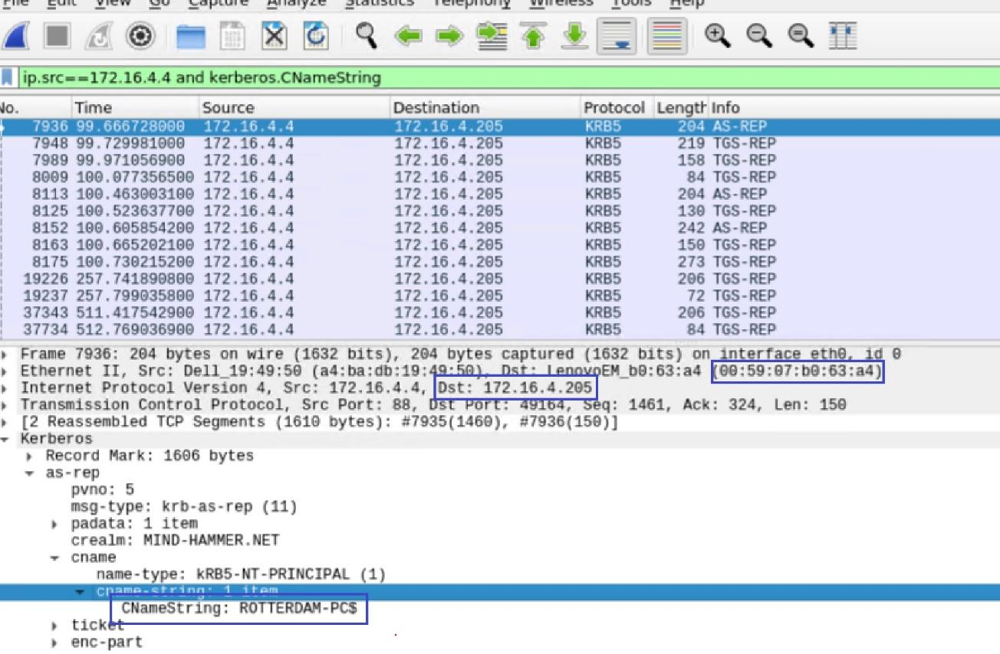 File Edit View Go Capture Analyze Statistics Telephony Wireless Tools Help
ip.src==172.16.4.4 and kerberos.CNameString
No. Time Source Destination Protocol Length Info
7936 99.666728000 172.16.4.4 172.16.4.205 KRB5 204 AS-REP
7948 99.729981000 172.16.4.4 172.16.4.205 KRB5 219 TGS-REP
7989 99.971056900 172.16.4.4 172.16.4.205 KRB5 158 TGS-REP
8009 100.077356500 172.16.4.4 172.16.4.205 KRB5 84 TGS-REP
8113 100.463003100 172.16.4.4 172.16.4.205 KRB5 204 AS-REP
8125 100.523637700 172.16.4.4 172.16.4.205 KRB5 130 TGS-REP
8152 100.605854200 172.16.4.4 172.16.4.205 KRB5 242 AS-REP
8163 100.665202100 172.16.4.4 172.16.4.205 KRB5 150 TGS-REP
8175 100.730215200 172.16.4.4 172.16.4.205 KRB5 273 TGS-REP
19226 257.741890800 172.16.4.4 172.16.4.205 KRB5 206 TGS-REP
19237 257.799035800 172.16.4.4 172.16.4.205 KRB5 72 TGS-REP
37343 511.417542900 172.16.4.4 172.16.4.205 KRB5 206 TGS-REP
37734 512.769036900 172.16.4.4 172.16.4.205 KRB5 84 TGS-REP
Frame 7936: 204 bytes on wire (1632 bits), 204 bytes captured (1632 bits) on interface eth0, id 0
Ethernet II, Src: Dell_19:49:50 (a4:ba:db:19:49:50), Dst: LenovoEM_b0:63:a4 (00:59:07:b0:63:a4)
Internet Protocol Version 4, Src: 172.16.4.4, Dst: 172.16.4.205
Transmission Control Protocol, Src Port: 88, Dst Port: 49164, Seq: 1461, Ack: 324, Len: 150
[2 Reassembled TCP Segments (1610 bytes): #7935(1460), #7936(150)]
Kerberos
Record Mark: 1606 bytes
as-rep
pvno: 5
msg-type: krb-as-rep (11)
padata: 1 item
crealm: MIND-HAMMER.NET
cname
name-type: kRB5-NT-PRINCIPAL (1)
cname-string: 1 item
CNameString: ROTTERDAM-PC$
ticket
enc-part